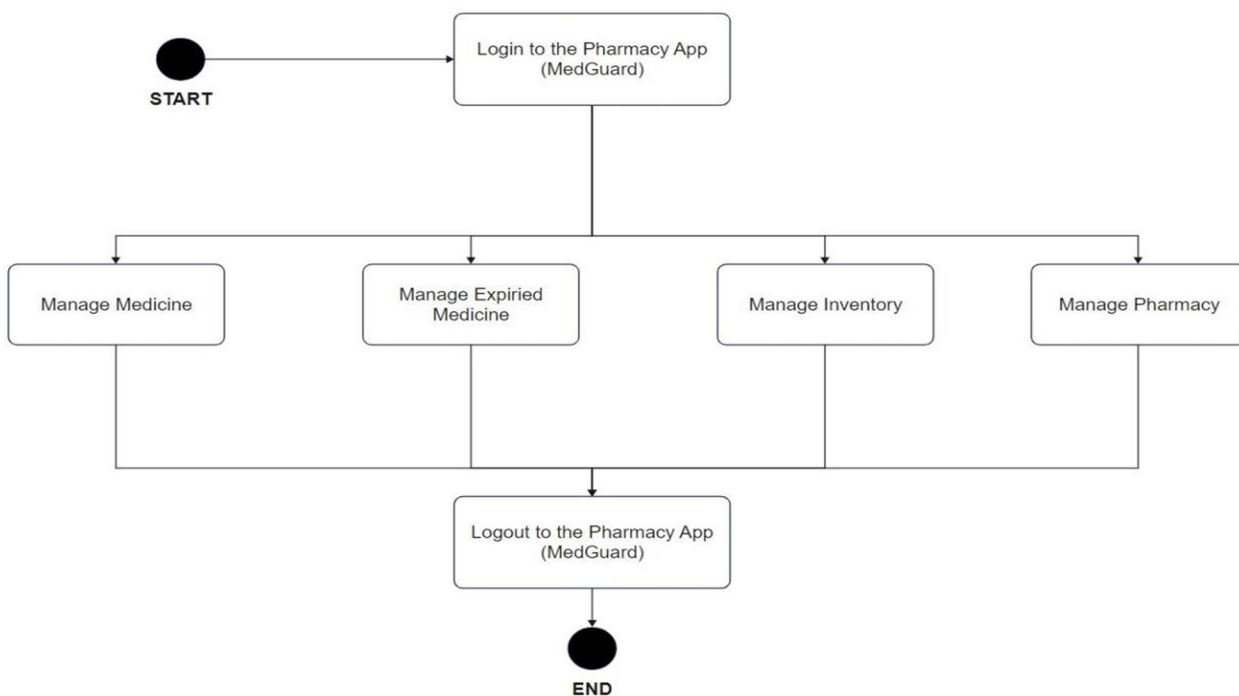 Login to the Pharmacy App
(MedGuard)
START
Manage Medicine
Manage Expiried
Medicine
Manage Inventory
Manage Pharmacy
Logout to the Pharmacy App
(MedGuard)
END